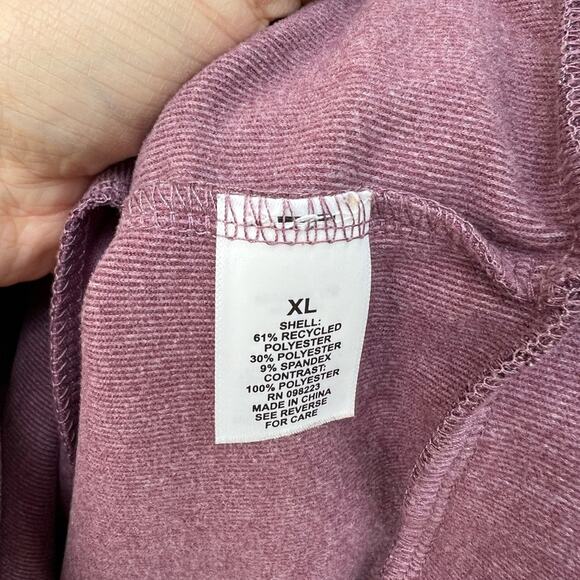 XL
SHELL:
61% RECYCLED
POLYESTER
30% POLYESTER
9% SPANDEX
CONTRAST:
100% POLYESTER
RN 098223
MADE IN CHINA
SEE REVERSE
FOR CARE